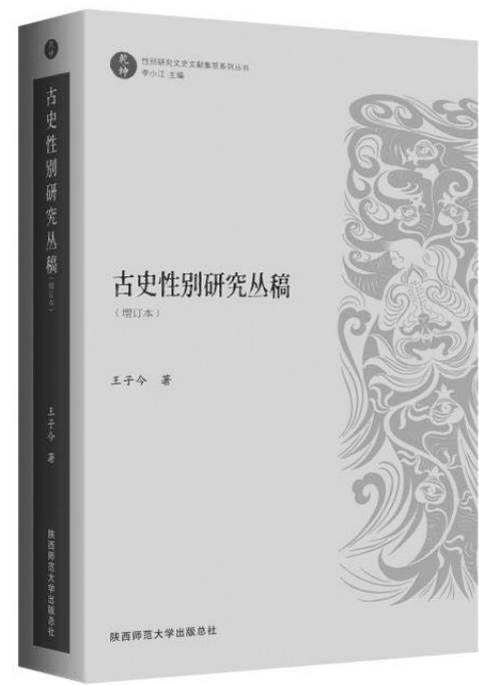 乾坤
性别研究文史文献集萃系列丛书
李小江 主编
古史性别研究丛稿
（增订本）
王子今 著
陕西师范大学出版总社
古史性别研究丛稿
（增订本）
王子今 著
陕西师范大学出版总社